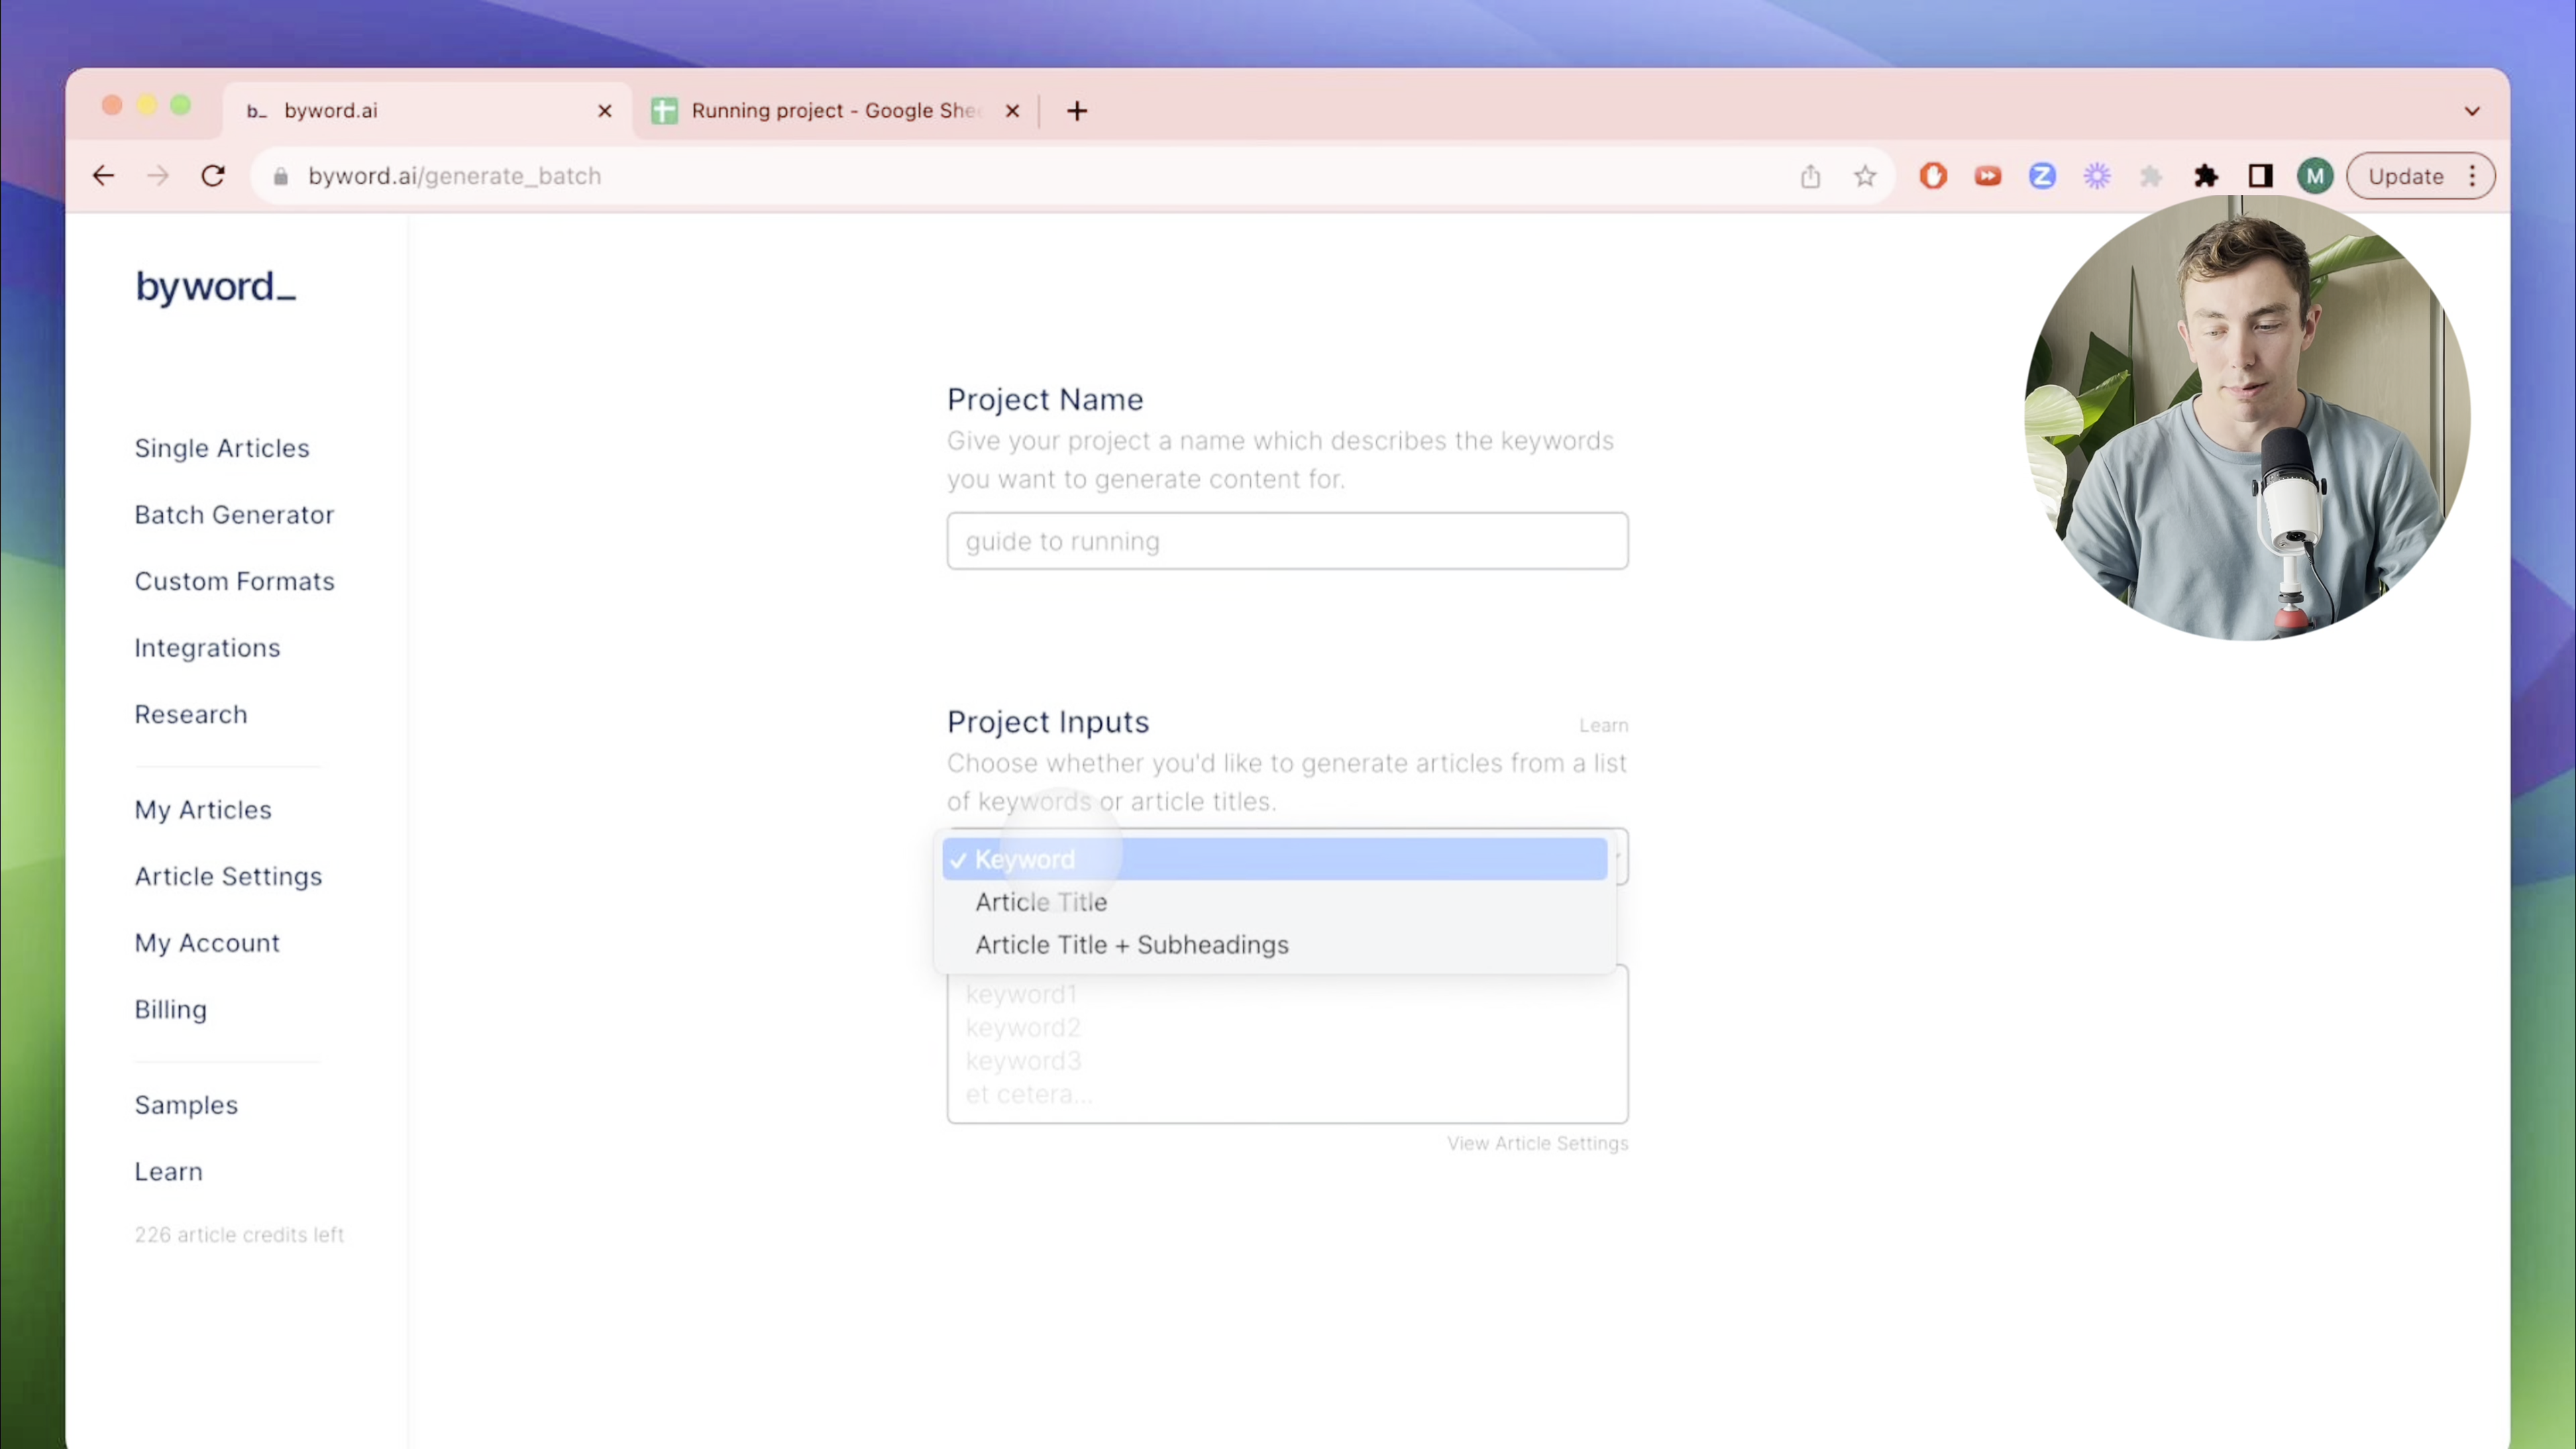 b_ byword.ai
Running project - Google Shee
byword.ai/generate_batch
Z
M
Update
byword_
Single Articles
Batch Generator
Custom Formats
Integrations
Research
My Articles
Article Settings
My Account
Billing
Samples
Learn
226 article credits left
Project Name
Give your project a name which describes the keywords
you want to generate content for.
guide to running
Project Inputs
Learn
Choose whether you'd like to generate articles from a list
of keywords or article titles.
Keyword
Article Title
Article Title + Subheadings
keyword1
keyword2
keyword3
et cetera...
View Article Settings